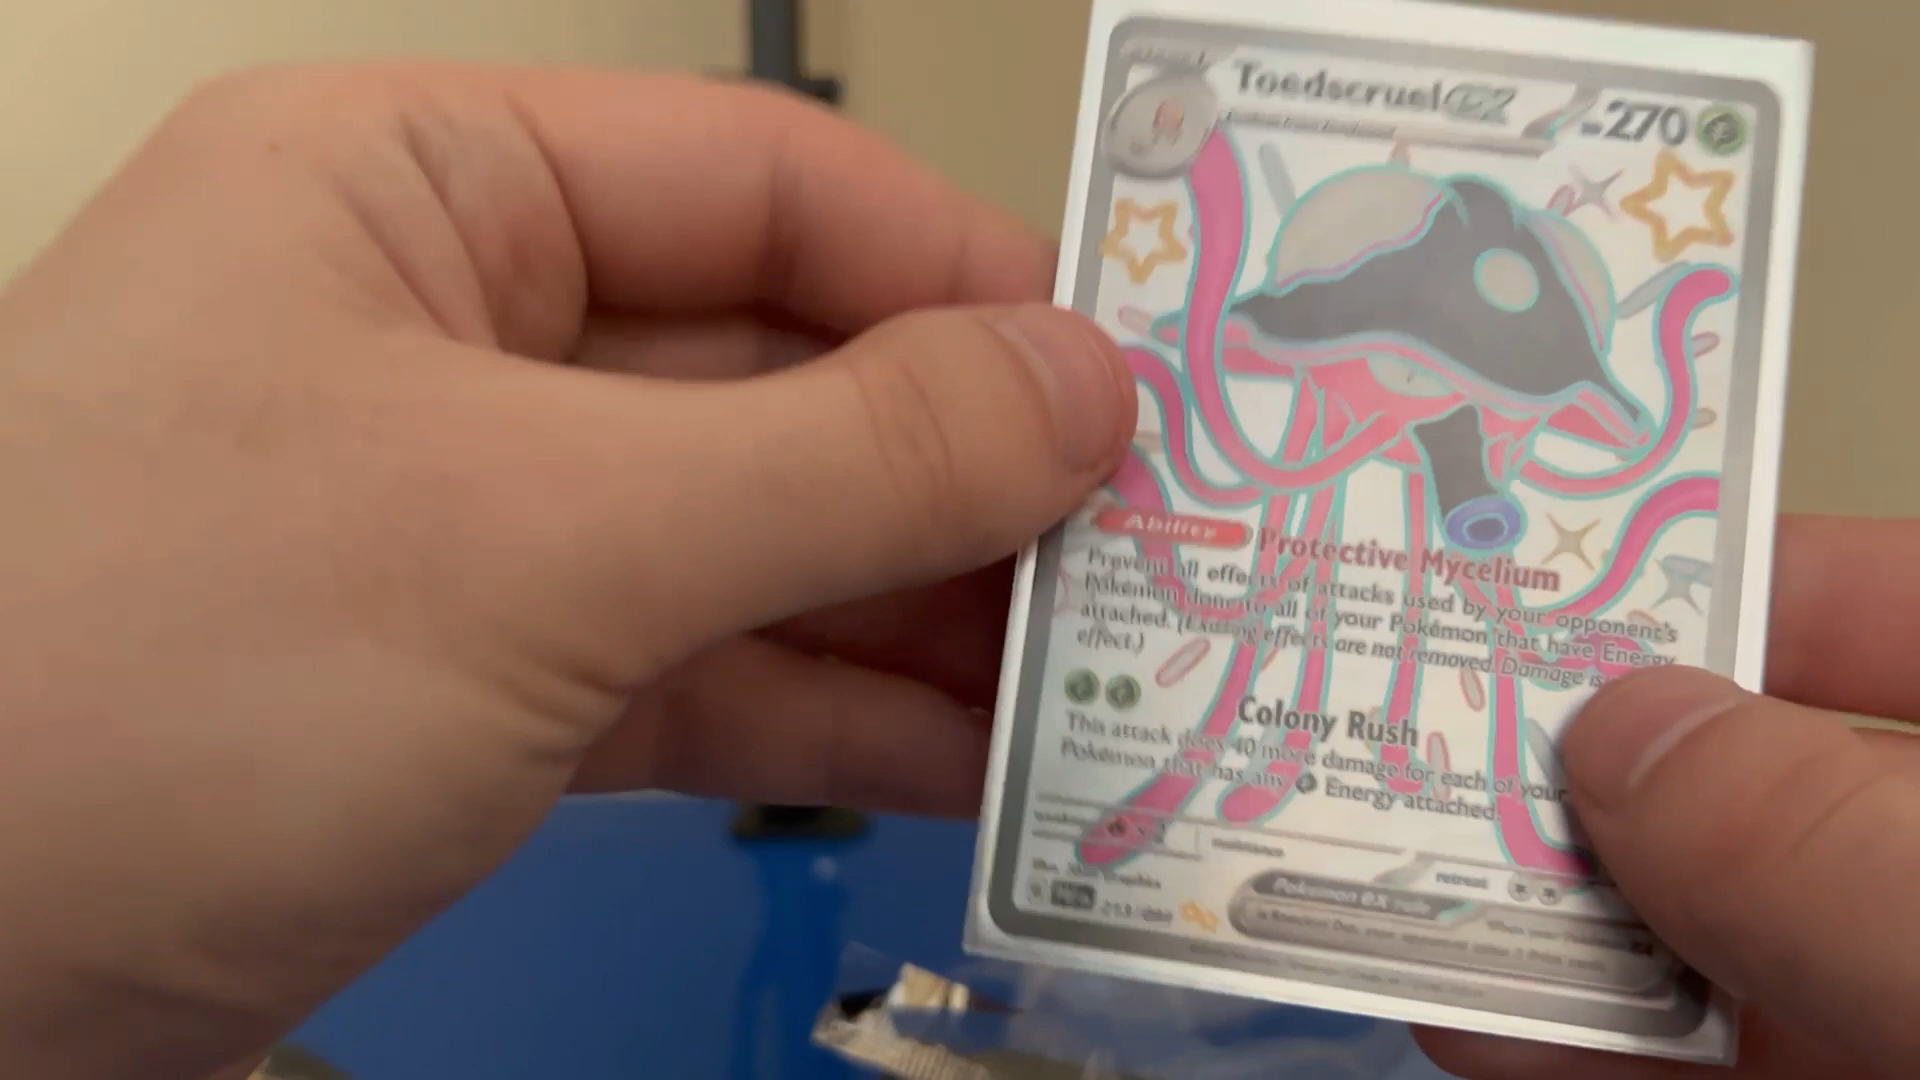 Toedscruel ex 270
Ability Protective Mycelium
Prevent all effects of attacks used by your opponent's
Pokémon done to all of your Pokémon that have Energy
attached. (Existing effects are not removed. Damage is
effect.)
Colony Rush
This attack does 40 more damage for each of your
Pokémon that has any Energy attached.
resistance
retreat
Pokémon ex rule